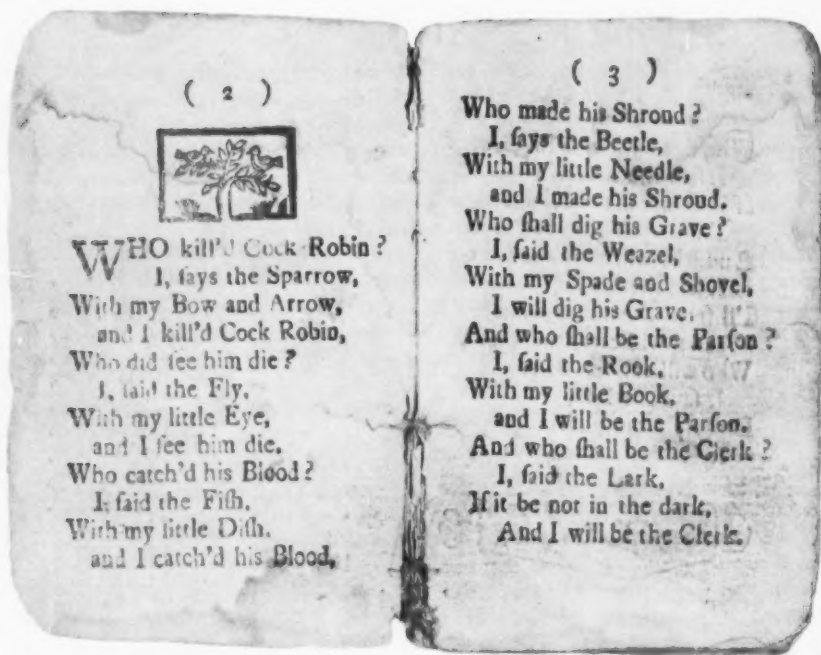 ( 2 )
WHO kill'd Cock Robin ?
I, ſays the Sparrow,
With my Bow and Arrow,
and I kill'd Cock Robin,
Who did ſee him die ?
I, ſaid the Fly,
With my little Eye,
and I ſee him die.
Who catch'd his Blood ?
I, ſaid the Fiſh,
With my little Diſh,
and I catch'd his Blood,
( 3 )
Who made his Shroud ?
I, ſays the Beetle,
With my little Needle,
and I made his Shroud.
Who ſhall dig his Grave ?
I, ſaid the Weazel,
With my Spade and Shovel,
I will dig his Grave.
And who ſhall be the Parſon ?
I, ſaid the Rook,
With my little Book,
and I will be the Parſon.
And who ſhall be the Clerk ?
I, ſaid the Lark,
If it be not in the dark,
And I will be the Clerk.